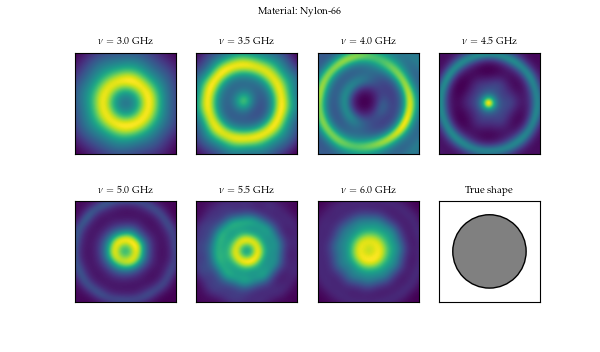 Material: Nylon-66
ν = 3.0 GHz
ν = 3.5 GHz
ν = 4.0 GHz
ν = 4.5 GHz
ν = 5.0 GHz
ν = 5.5 GHz
ν = 6.0 GHz
True shape